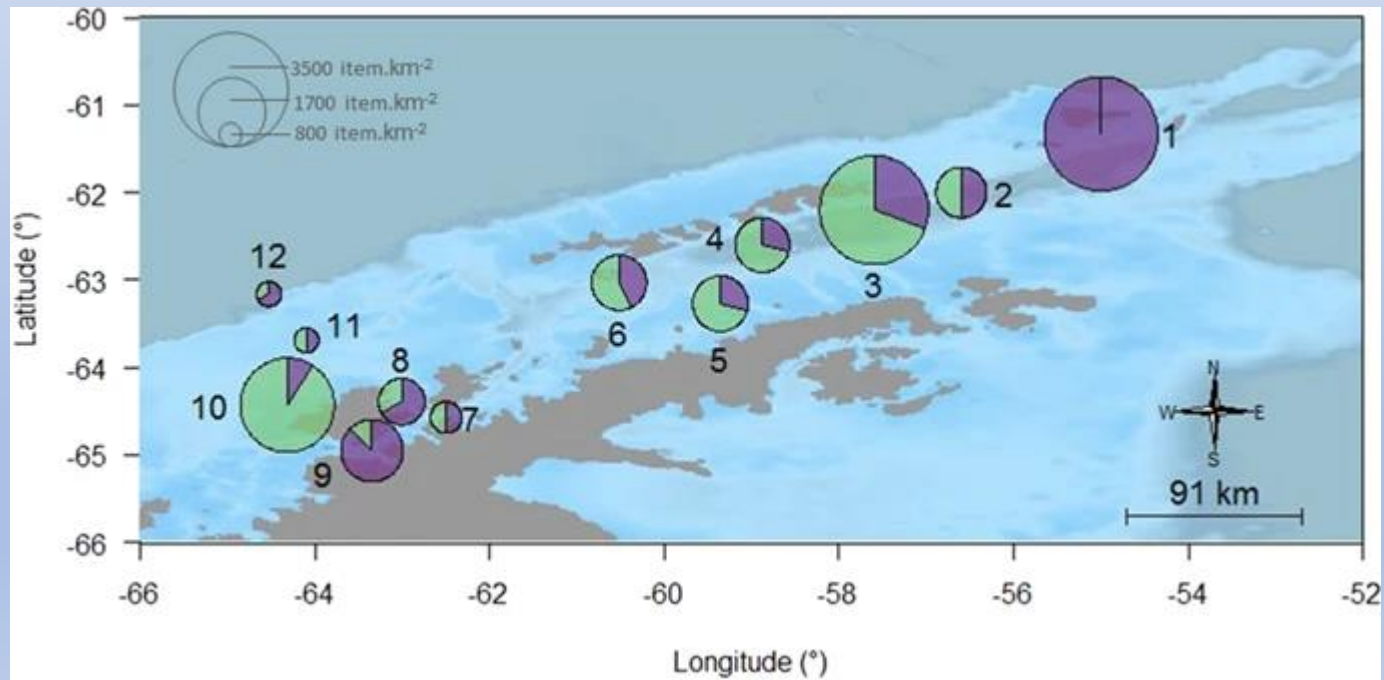 -60
-61
-62
-63
-64
-65
-66
Latitude (°)
3500 item.km-2
1700 item.km-2
800 item.km-2
1
2
3
4
5
6
7
8
9
10
11
12
N
W E
S
91 km
-66 -64 -62 -60 -58 -56 -54 -52
Longitude (°)